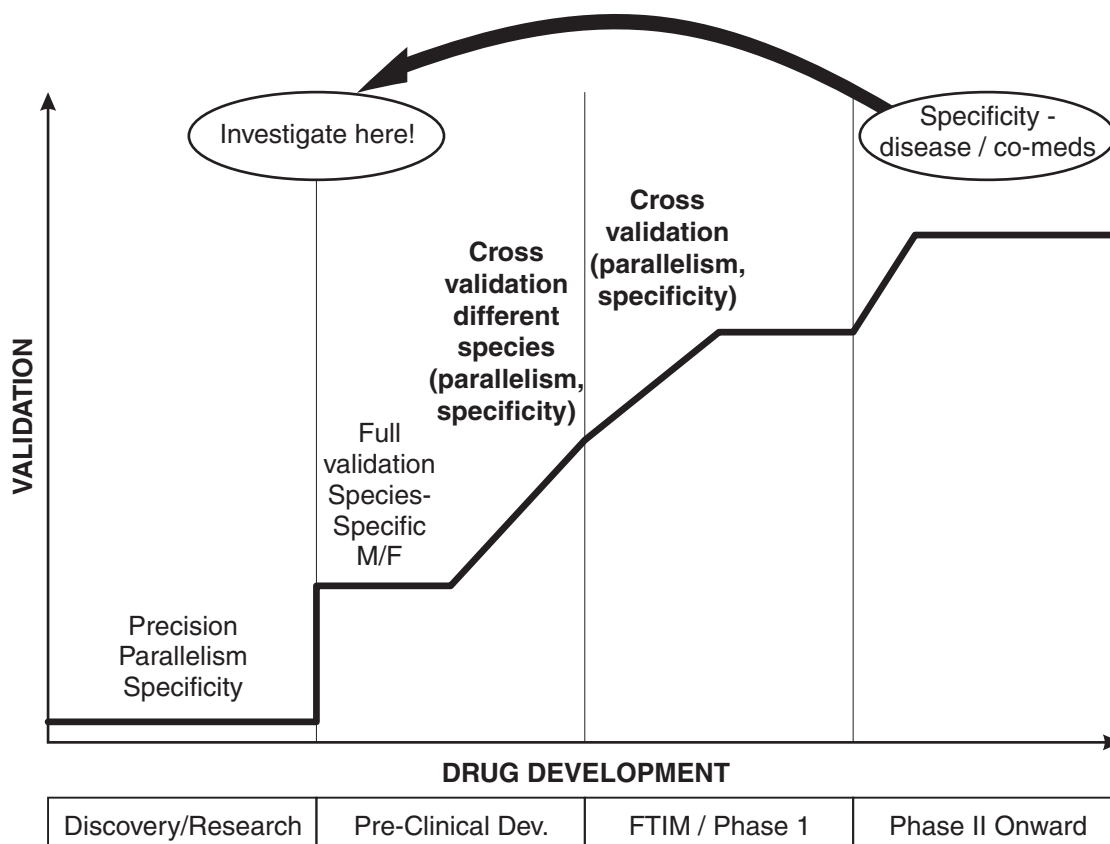 Investigate here!
Specificity -
disease / co-meds
Cross
validation
(parallelism,
specificity)
Cross
validation
different
species
(parallelism,
specificity)
Full
validation
Species-
Specific
M/F
Precision
Parallelism
Specificity
VALIDATION
DRUG DEVELOPMENT
Discovery/Research
Pre-Clinical Dev.
FTIM / Phase 1
Phase II Onward